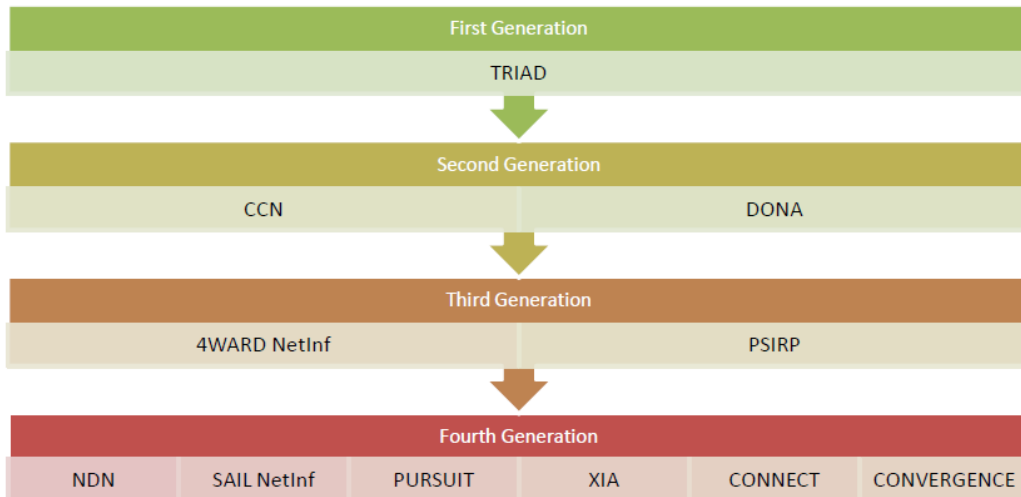 First Generation
TRIAD
Second Generation
CCN DONA
Third Generation
4WARD NetInf PSIRP
Fourth Generation
NDN SAIL NetInf PURSUIT XIA CONNECT CONVERGENCE